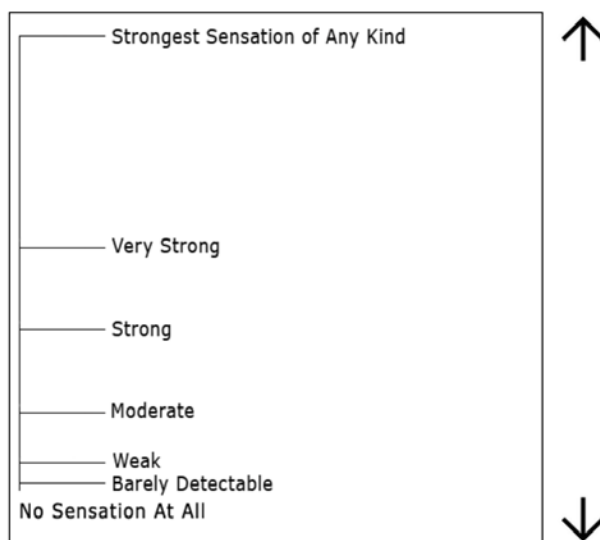 Strongest Sensation of Any Kind
Very Strong
Strong
Moderate
Weak
Barely Detectable
No Sensation At All